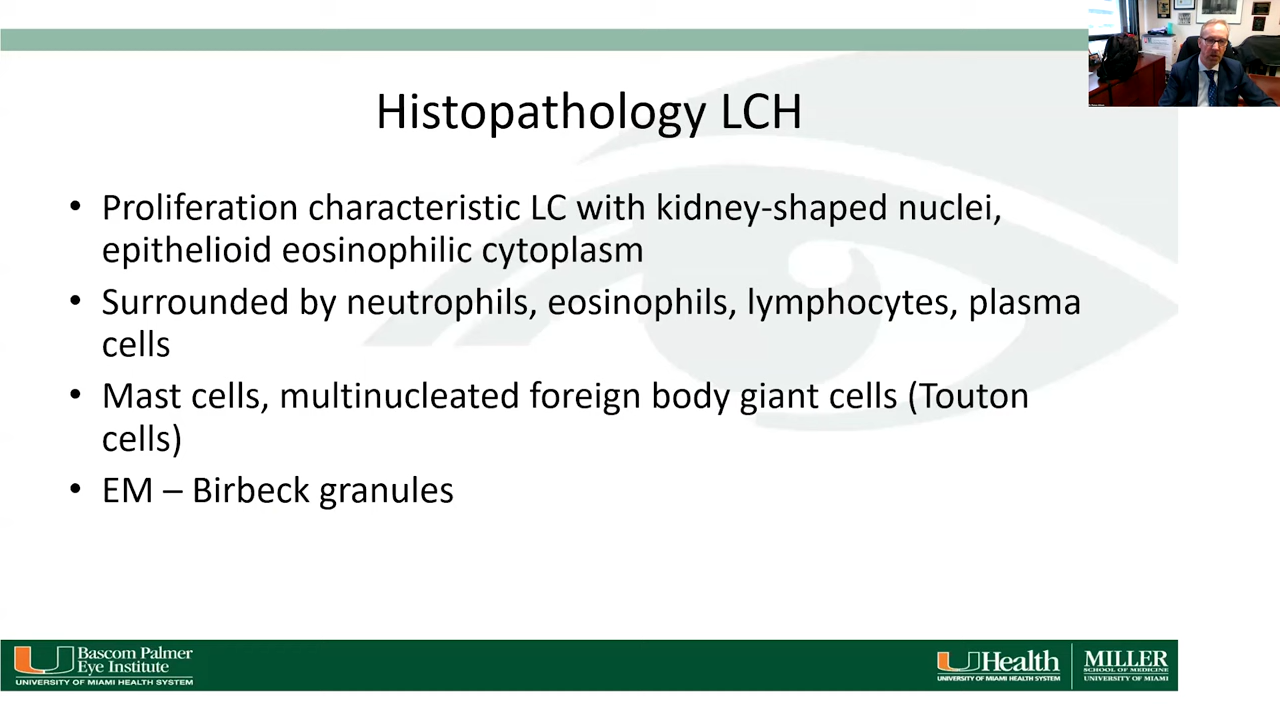 Histopathology LCH
• Proliferation characteristic LC with kidney-shaped nuclei,
epithelioid eosinophilic cytoplasm
• Surrounded by neutrophils, eosinophils, lymphocytes, plasma
cells
• Mast cells, multinucleated foreign body giant cells (Touton
cells)
• EM – Birbeck granules
Bascom Palmer
Eye Institute
UNIVERSITY OF MIAMI HEALTH SYSTEM
UHealth
UNIVERSITY OF MIAMI HEALTH SYSTEM
MILLER
SCHOOL OF MEDICINE
UNIVERSITY OF MIAMI